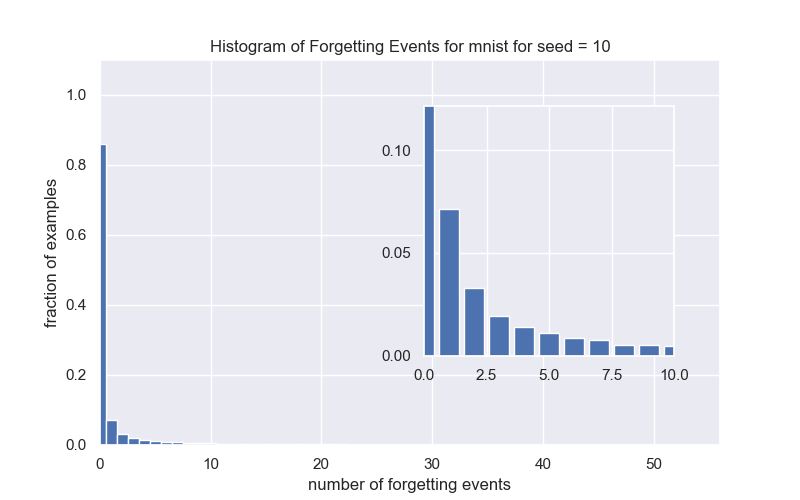 Histogram of Forgetting Events for mnist for seed = 10
fraction of examples
1.0
0.8
0.6
0.4
0.2
0.0
0 10 20 30 40 50
number of forgetting events
0.10
0.05
0.00
0.0 2.5 5.0 7.5 10.0